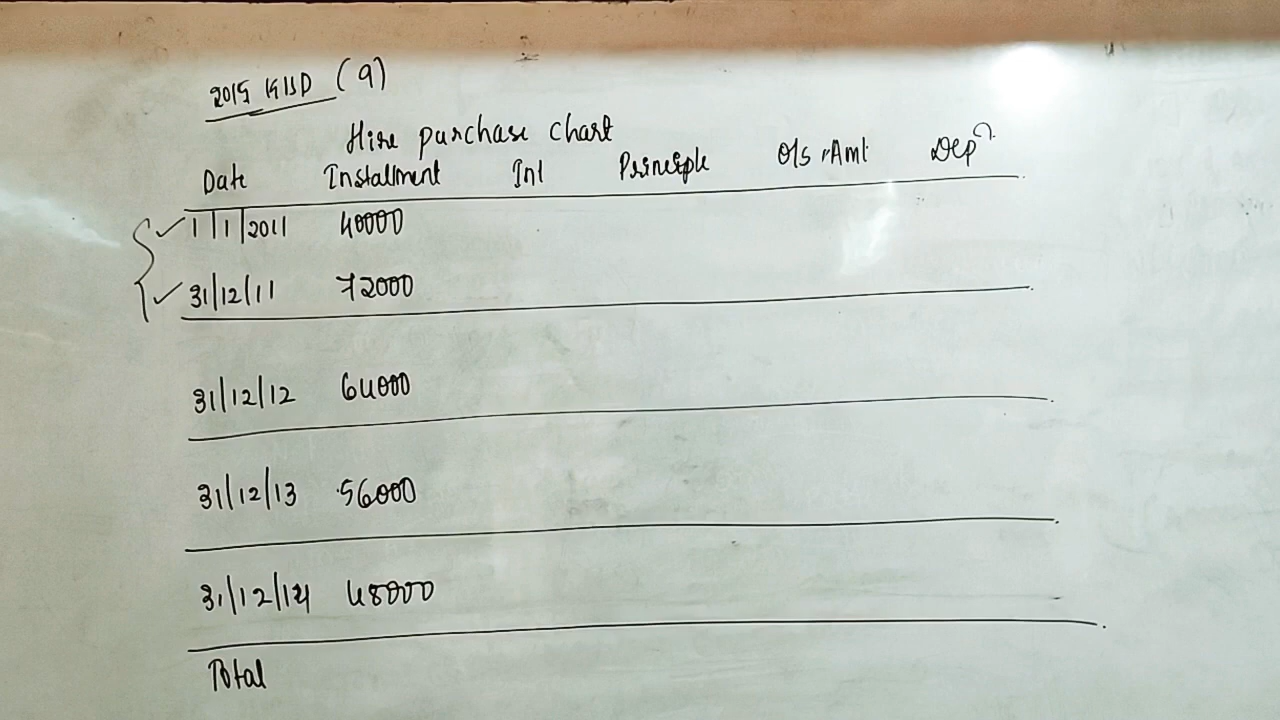 2015 (9)
Hire purchase chart
Date Installment Int Principle O/s Amt Dep?
1/1/2011 40000
31/12/11 72000
31/12/12 64000
31/12/13 56000
31/12/14 48000
Total